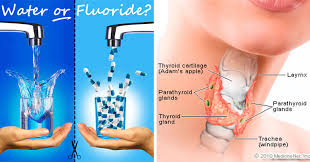 Water or Fluoride?
Thyroid cartilage
(Adam's apple)
Larynx
Parathyroid
glands
Parathyroid
glands
Thyroid
gland
Trachea
(windpipe)
© 2010 MedicineNet, Inc.